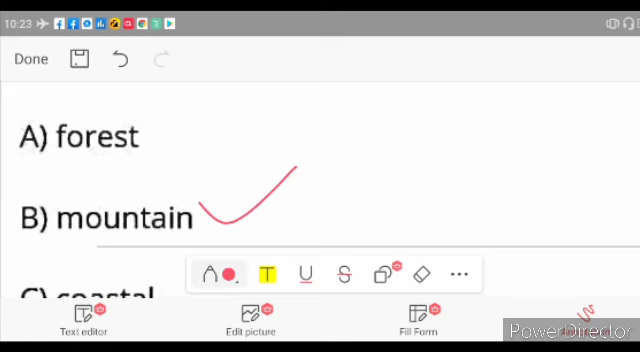 10:23
Done
A) forest
B) mountain
C) coastal
T U S
Text editor Edit picture Fill Form
PowerDirector